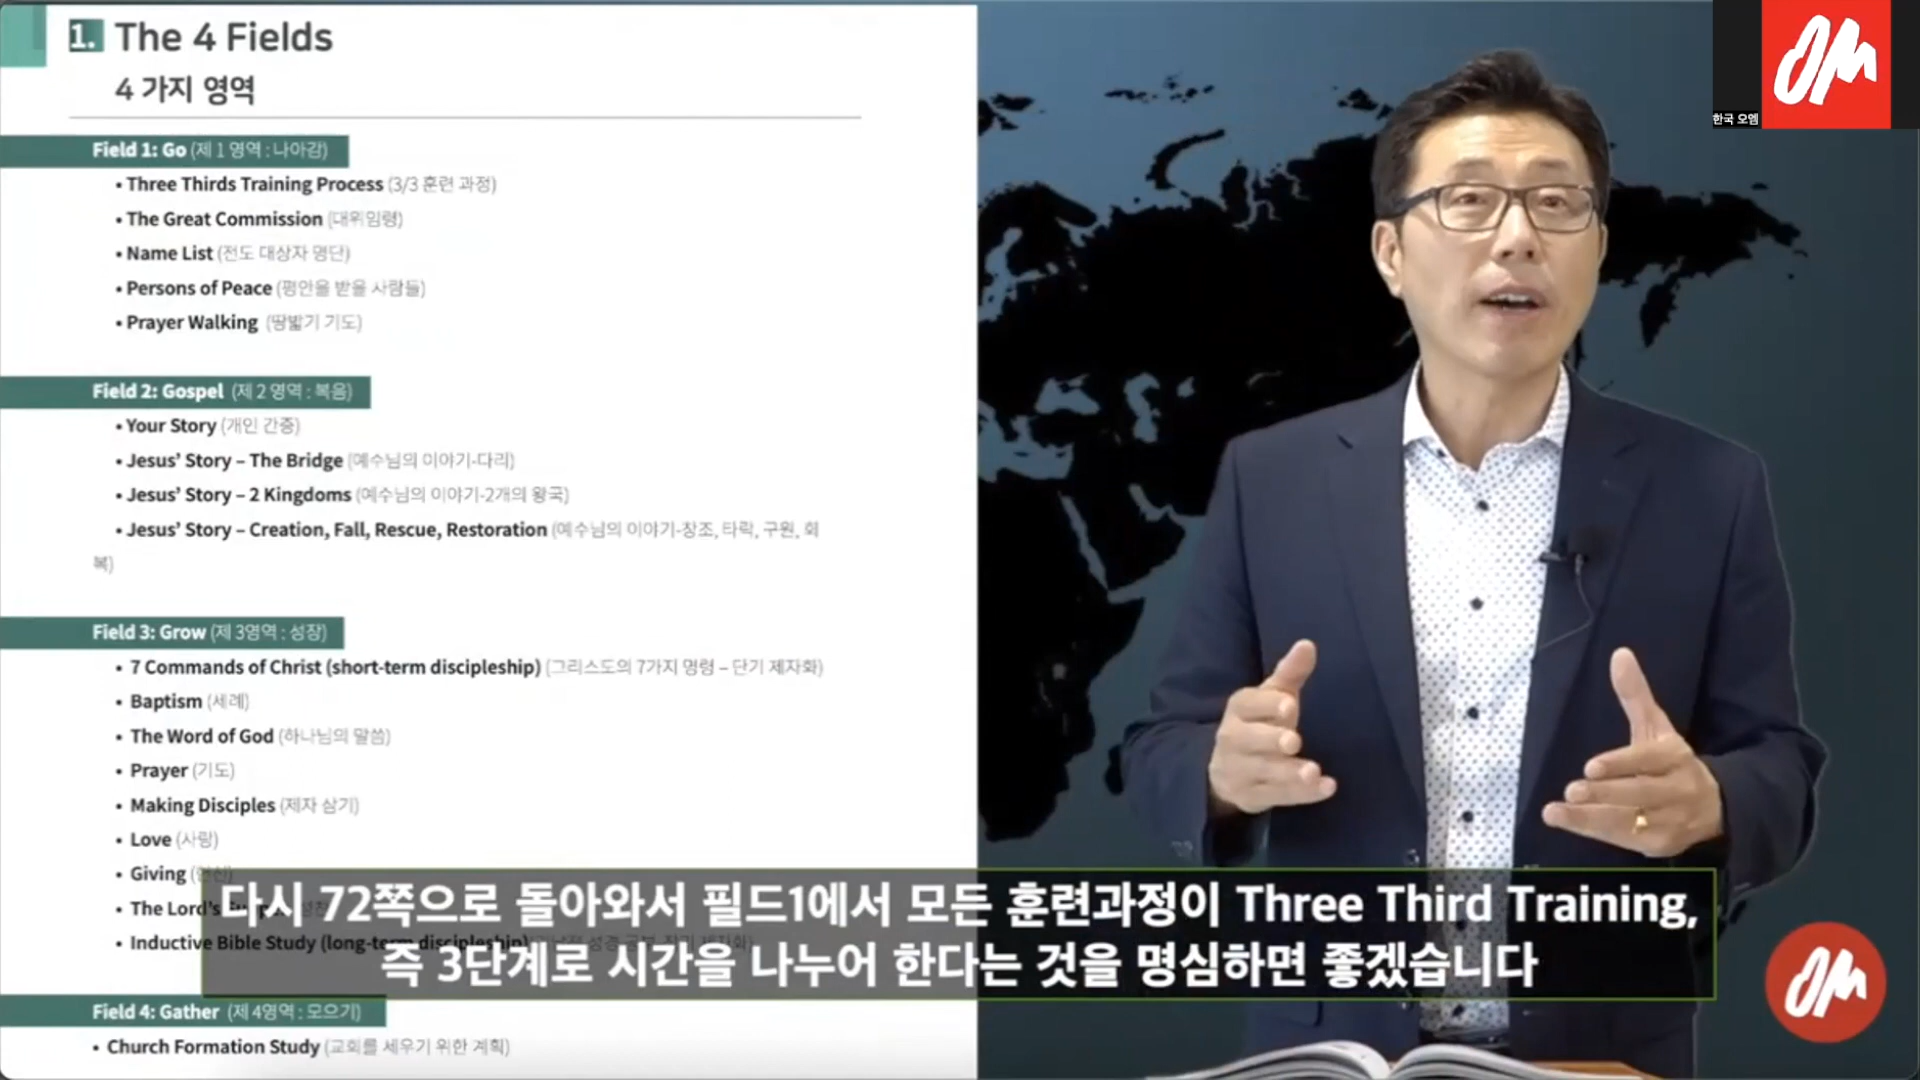 1. The 4 Fields
4 가지 영역
Field 1: Go (제 1 영역 : 나아감)
• Three Thirds Training Process (3/3 훈련 과정)
• The Great Commission (대위임령)
• Name List (전도 대상자 명단)
• Persons of Peace (평안을 받을 사람들)
• Prayer Walking (땅밟기 기도)
Field 2: Gospel (제 2 영역 : 복음)
• Your Story (개인 간증)
• Jesus’ Story – The Bridge (예수님의 이야기-다리)
• Jesus’ Story – 2 Kingdoms (예수님의 이야기-2개의 왕국)
• Jesus’ Story – Creation, Fall, Rescue, Restoration (예수님의 이야기-창조, 타락, 구원, 회
복)
Field 3: Grow (제 3영역 : 성장)
• 7 Commands of Christ (short-term discipleship) (그리스도의 7가지 명령 – 단기 제자화)
• Baptism (세례)
• The Word of God (하나님의 말씀)
• Prayer (기도)
• Making Disciples (제자 삼기)
• Love (사랑)
• Giving (헌신)
• The Lord’s
• Inductive Bible Study (long-term discipleship)
다시 72쪽으로 돌아와서 필드1에서 모든 훈련과정이 Three Third Training,
즉 3단계로 시간을 나누어 한다는 것을 명심하면 좋겠습니다
Field 4: Gather (제 4영역 : 모으기)
• Church Formation Study (교회를 세우기 위한 계획)
OM
한국 오엠
OM